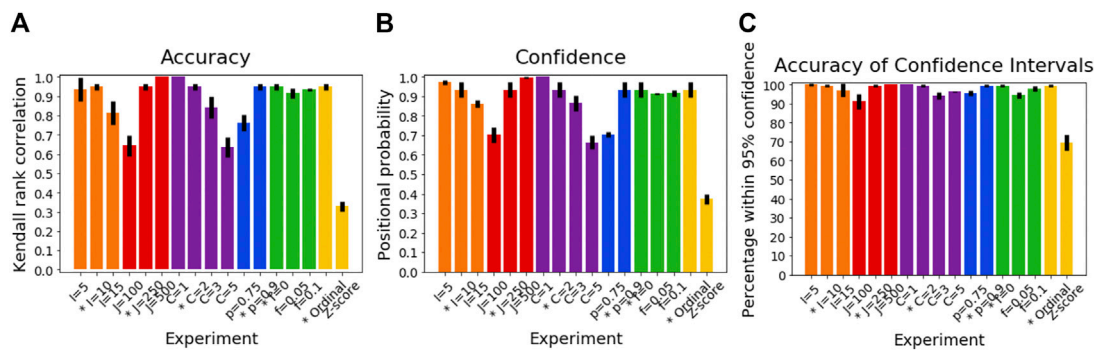 A
Accuracy
Kendall rank correlation
1.0
0.9
0.8
0.7
0.6
0.5
0.4
0.3
0.2
0.1
0.0
I=5
* I=10
I=15
J=100
* J=250
J=500
C=1
* C=2
C=3
C=5
p=0.75
* p=0.9
* f=0
f=0.05
f=0.1
* Ordinal
Z-score
Experiment
B
Confidence
Positional probability
1.0
0.9
0.8
0.7
0.6
0.5
0.4
0.3
0.2
0.1
0.0
I=5
* I=10
I=15
J=100
* J=250
J=500
C=1
* C=2
C=3
C=5
p=0.75
* p=0.9
* f=0
f=0.05
f=0.1
* Ordinal
Z-score
Experiment
C
Accuracy of Confidence Intervals
Percentage within 95% confidence
100
90
80
70
60
50
40
30
20
10
0
I=5
* I=10
I=15
J=100
* J=250
J=500
C=1
* C=2
C=3
C=5
p=0.75
* p=0.9
* f=0
f=0.05
f=0.1
* Ordinal
Z-score
Experiment